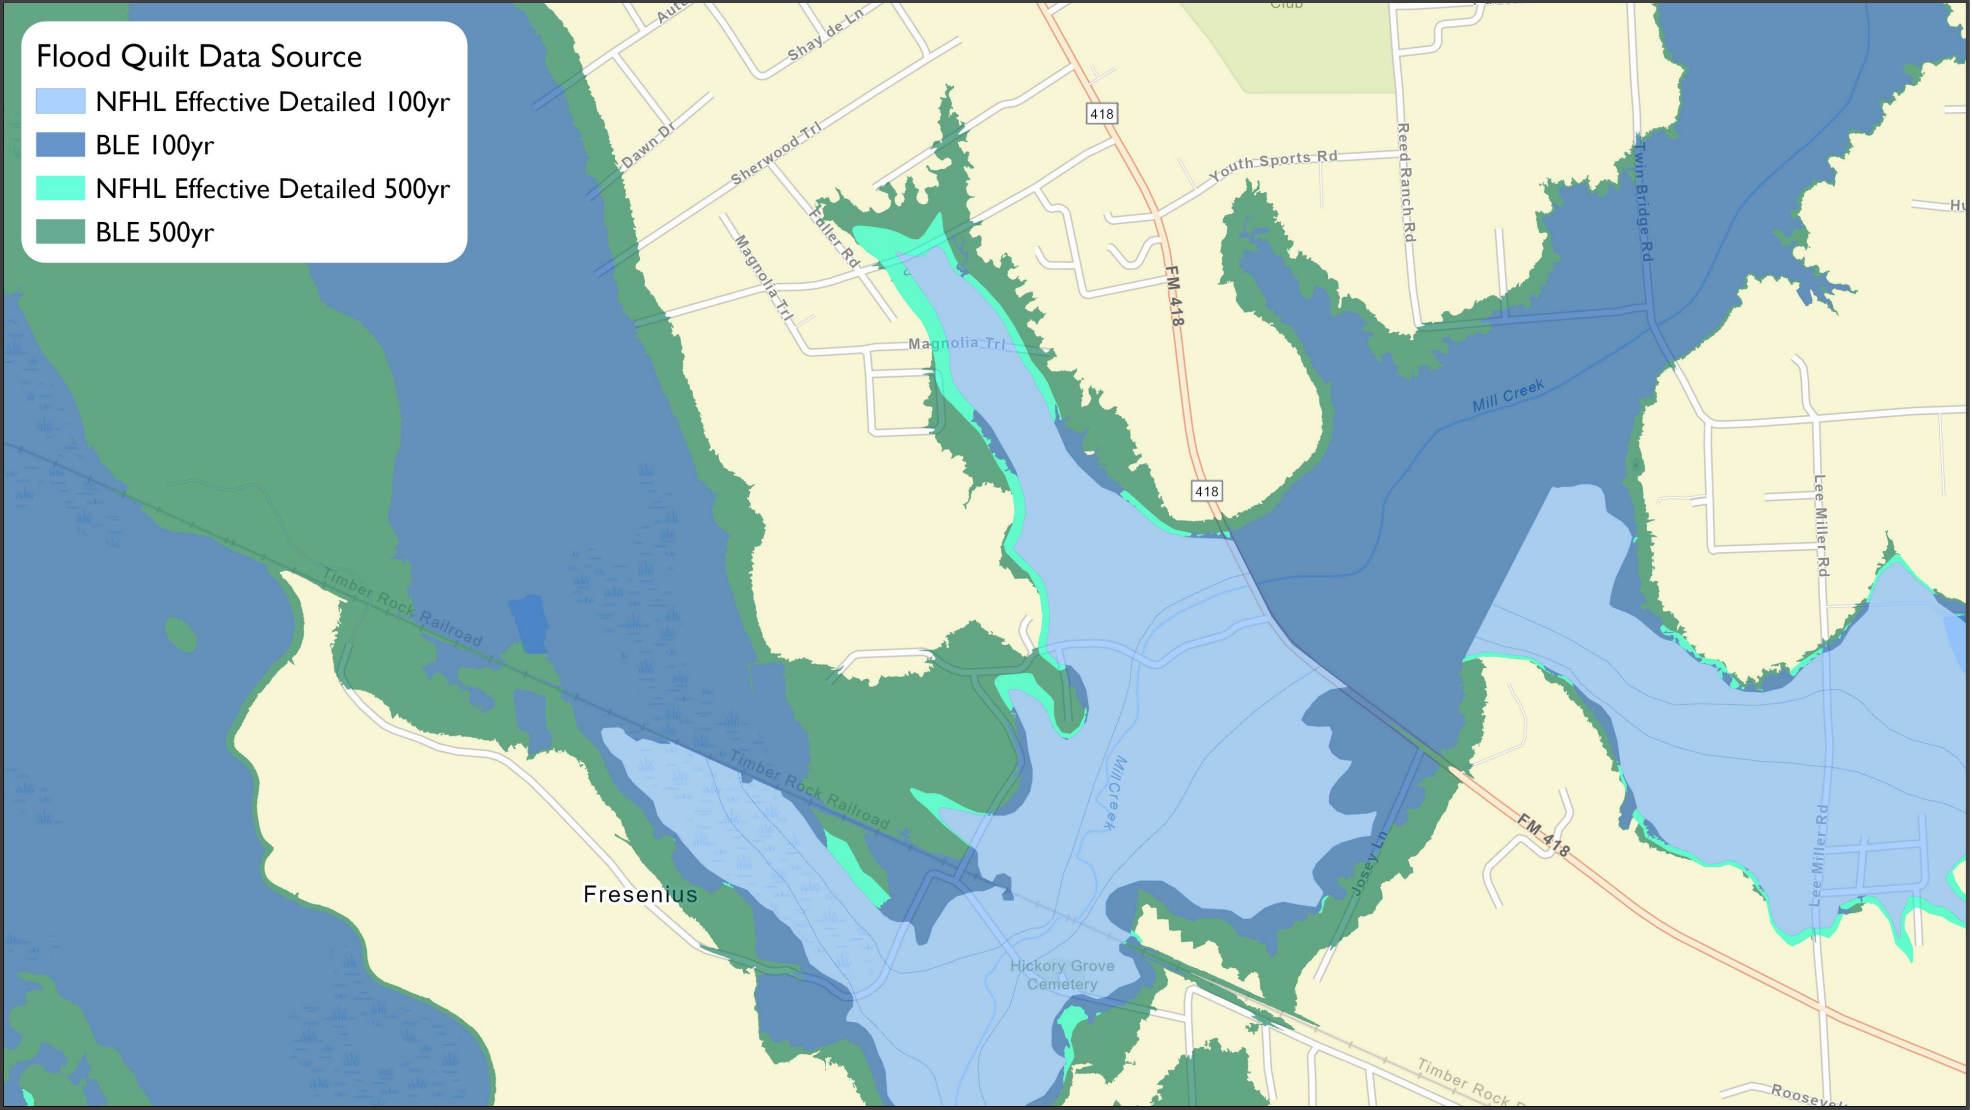 Flood Quilt Data Source
NFHL Effective Detailed 100yr
BLE 100yr
NFHL Effective Detailed 500yr
BLE 500yr
Shay de Ln
Club
Dawn Dr
Sherwood Trl
418
Youth Sports Rd
Reed Ranch Rd
Twin Bridge Rd
Fuller Rd
Magnolia Trl
FM 418
Magnolia Trl
Mill Creek
418
Lee Miller Rd
Timber Rock Railroad
Timber Rock Railroad
Mill Creek
FM 418
Josey Ln
Lee Miller Rd
Fresenius
Hickory Grove
Cemetery
Timber Rock R